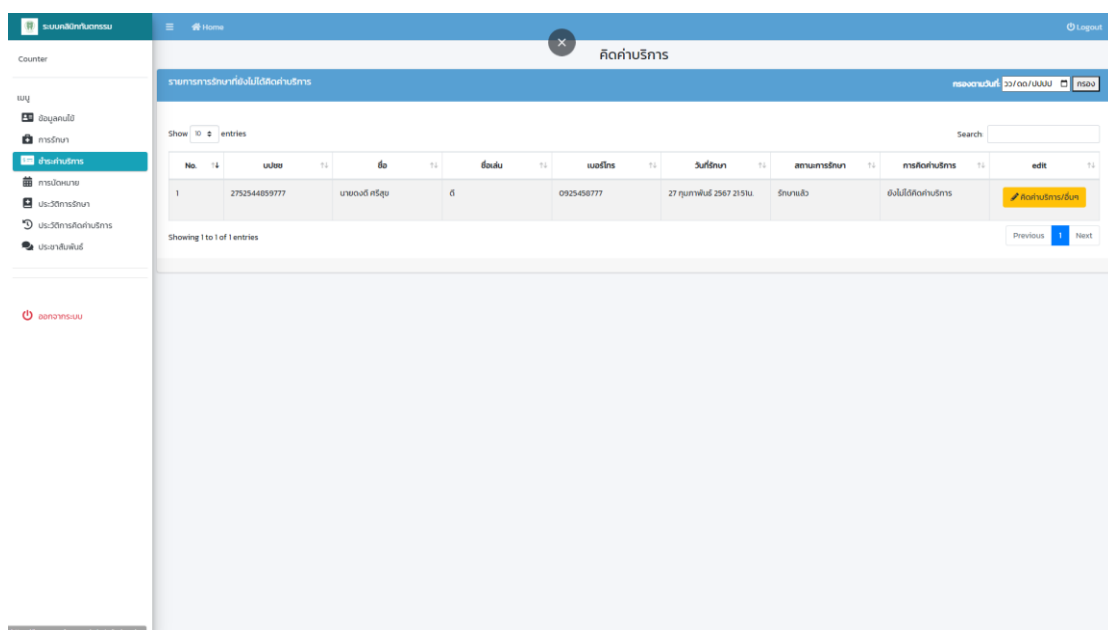 ระบบคลินิกทันตกรรม
Home
Logout
Counter
คิดค่าบริการ
รายการการรักษาที่ยังไม่ได้คิดค่าบริการ
กรองตามวันที่ วว/ดด/ปปปป กรอง
เมนู
ข้อมูลคนไข้
การรักษา
ชำระค่าบริการ
การนัดหมาย
ประวัติการรักษา
ประวัติการคิดค่าบริการ
ประชาสัมพันธ์
ออกจากระบบ
Show 10 entries
Search:
No. บปชช ชื่อ ชื่อเล่น เบอร์โทร วันที่รักษา สถานะการรักษา การคิดค่าบริการ edit
1 2752544859777 นายดงดี ศรีสุข ดี 0925458777 27 กุมภาพันธ์ 2567 21:51น. รักษาแล้ว ยังไม่ได้คิดค่าบริการ คิดค่าบริการ/อื่นๆ
Showing 1 to 1 of 1 entries
Previous 1 Next